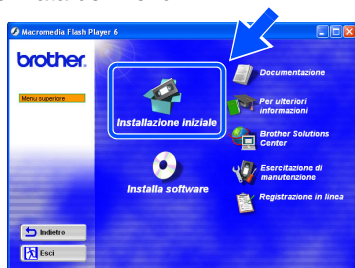 Macromedia Flash Player 6
brother
Menu superiore
Installazione iniziale
Installa software
Documentazione
Per ulteriori
informazioni
Brother Solutions
Center
Esercitazione di
manutenzione
Registrazione in linea
Indietro
Esci